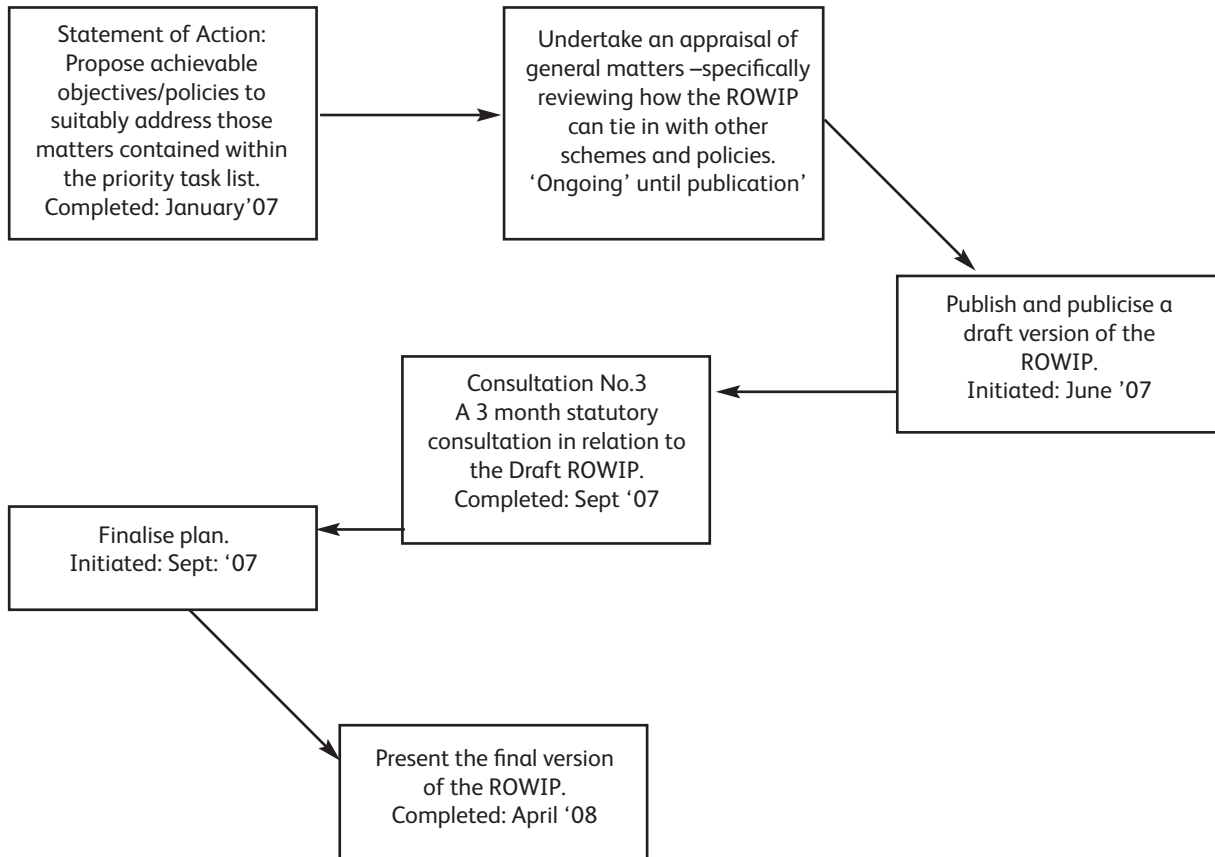 Statement of Action:
Propose achievable
objectives/policies to
suitably address those
matters contained within
the priority task list.
Completed: January’07
Undertake an appraisal of
general matters –specifically
reviewing how the ROWIP
can tie in with other
schemes and policies.
‘Ongoing’ until publication’
Publish and publicise a
draft version of the
ROWIP.
Initiated: June ’07
Consultation No.3
A 3 month statutory
consultation in relation to
the Draft ROWIP.
Completed: Sept ‘07
Finalise plan.
Initiated: Sept: ‘07
Present the final version
of the ROWIP.
Completed: April ‘08